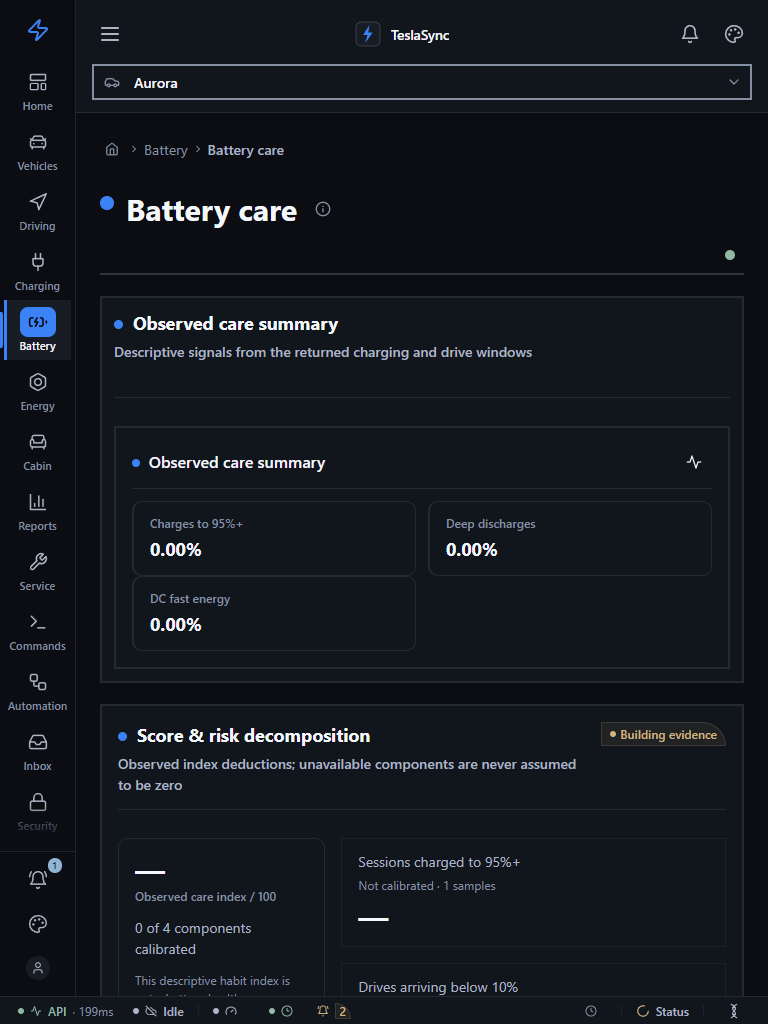 TeslaSync
Aurora
Home
Vehicles
Driving
Charging
Battery
Energy
Cabin
Reports
Service
Commands
Automation
Inbox
Security
1
Battery
Battery care
Battery care
Observed care summary
Descriptive signals from the returned charging and drive windows
Observed care summary
Charges to 95%+
0.00%
Deep discharges
0.00%
DC fast energy
0.00%
Score & risk decomposition
Building evidence
Observed index deductions; unavailable components are never assumed
to be zero
—
Observed care index / 100
0 of 4 components
calibrated
This descriptive habit index is
Sessions charged to 95%+
Not calibrated · 1 samples
—
Drives arriving below 10%
API · 199ms
Idle
2
Status